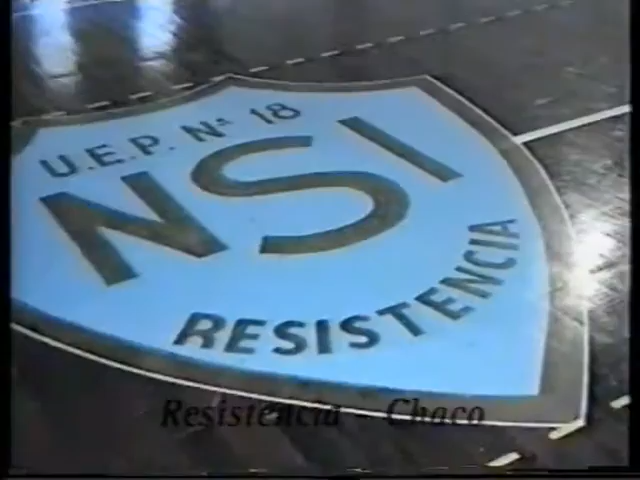 U.E.P. Nº 18
NSI
RESISTENCIA
Resistencia - Chaco